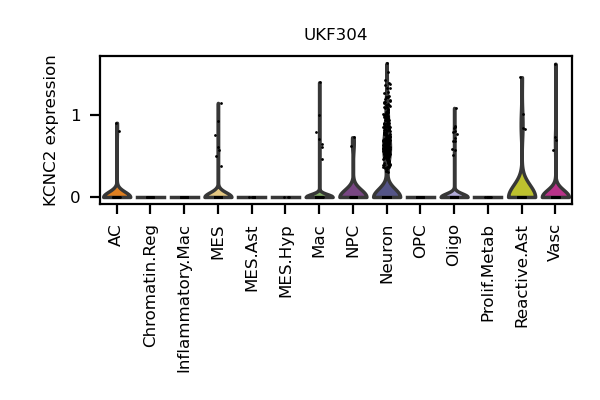 UKF304
KCNC2 expression
1
0
AC
Chromatin.Reg
Inflammatory.Mac
MES
MES.Ast
MES.Hyp
Mac
NPC
Neuron
OPC
Oligo
Prolif.Metab
Reactive.Ast
Vasc